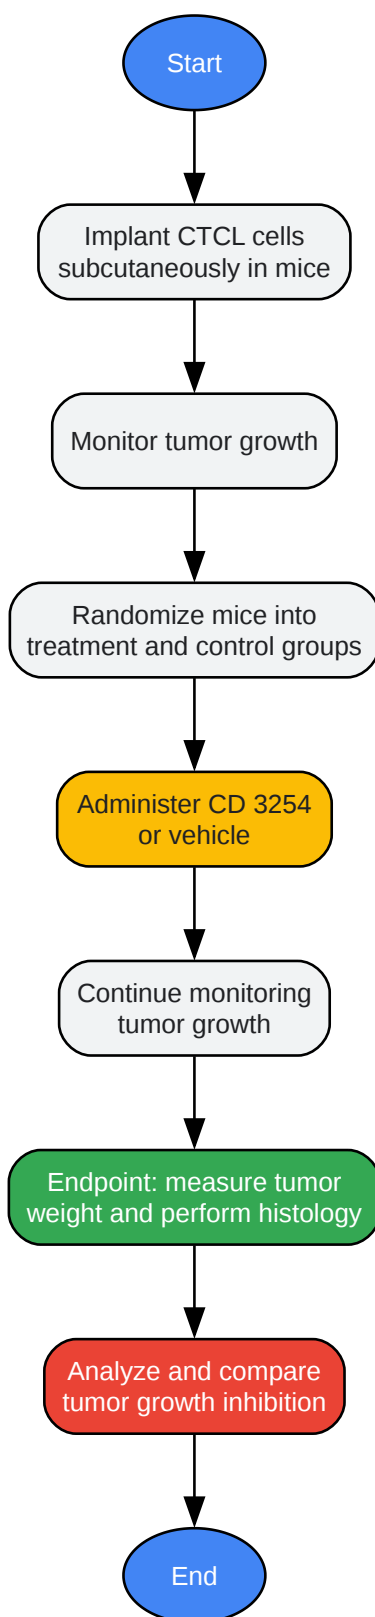 Start
Implant CTCL cells
subcutaneously in mice
Monitor tumor growth
Randomize mice into
treatment and control groups
Administer CD 3254
or vehicle
Continue monitoring
tumor growth
Endpoint: measure tumor
weight and perform histology
Analyze and compare
tumor growth inhibition
End